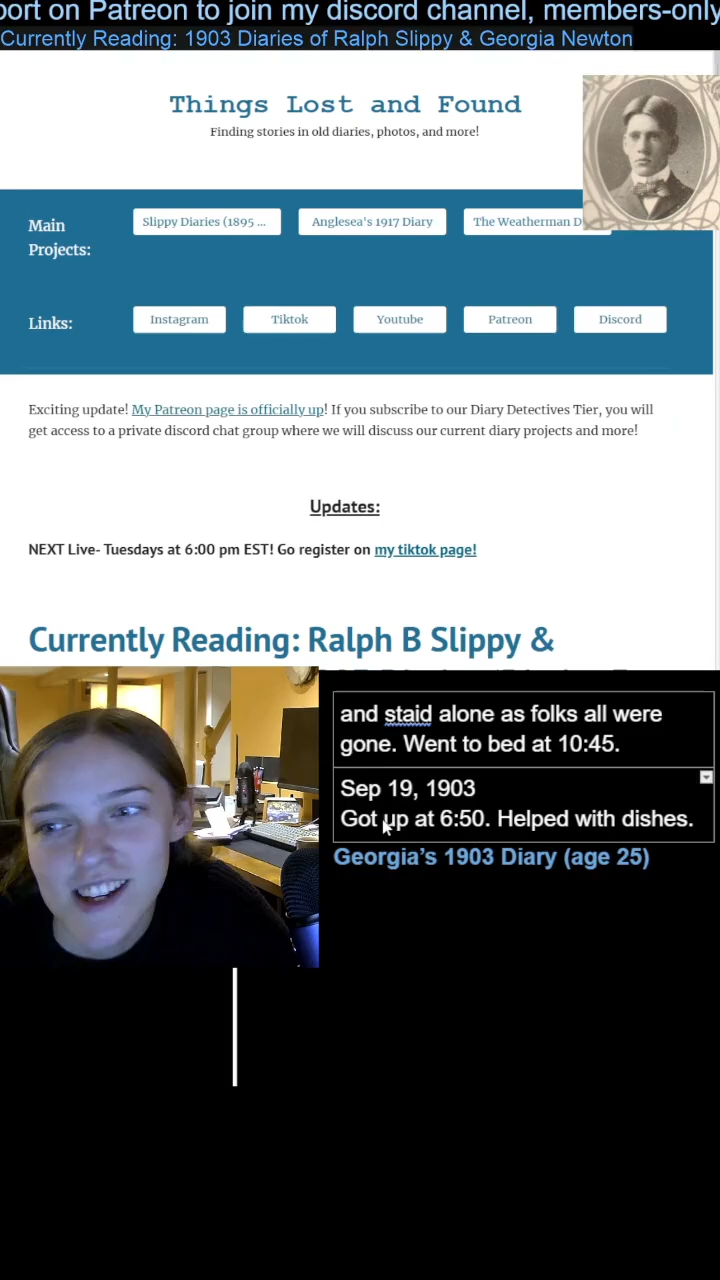 port on Patreon to join my discord channel, members-only
Currently Reading: 1903 Diaries of Ralph Slippy & Georgia Newton
Things Lost and Found
Finding stories in old diaries, photos, and more!
Main Projects:
Slippy Diaries (1895 ...
Anglesea's 1917 Diary
The Weatherman D
Links:
Instagram
Tiktok
Youtube
Patreon
Discord
Exciting update! My Patreon page is officially up! If you subscribe to our Diary Detectives Tier, you will
get access to a private discord chat group where we will discuss our current diary projects and more!
Updates:
NEXT Live- Tuesdays at 6:00 pm EST! Go register on my tiktok page!
Currently Reading: Ralph B Slippy &
and staid alone as folks all were
gone. Went to bed at 10:45.
Sep 19, 1903
Got up at 6:50. Helped with dishes.
Georgia's 1903 Diary (age 25)